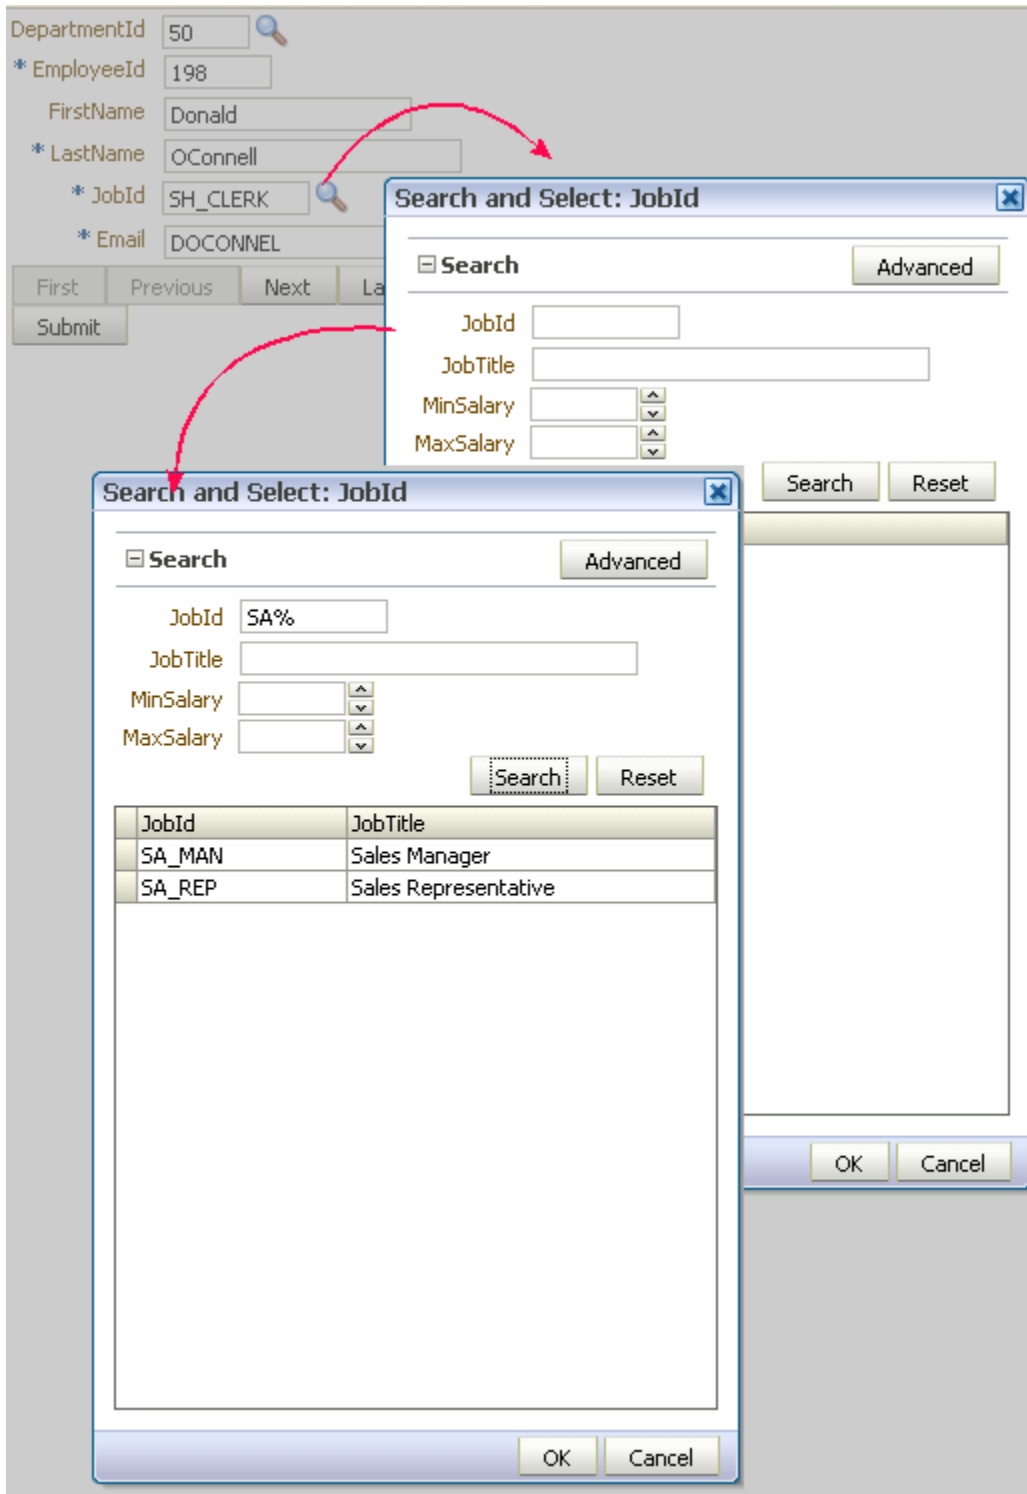 DepartmentId 50
* EmployeeId 198
FirstName Donald
* LastName OConnell
* JobId SH_CLERK
* Email DOCONNEL
First Previous Next La
Submit
Search and Select: JobId
Search Advanced
JobId
JobTitle
MinSalary
MaxSalary
Search Reset
OK Cancel
Search and Select: JobId
Search Advanced
JobId SA%
JobTitle
MinSalary
MaxSalary
Search Reset
JobId JobTitle
SA_MAN Sales Manager
SA_REP Sales Representative
OK Cancel